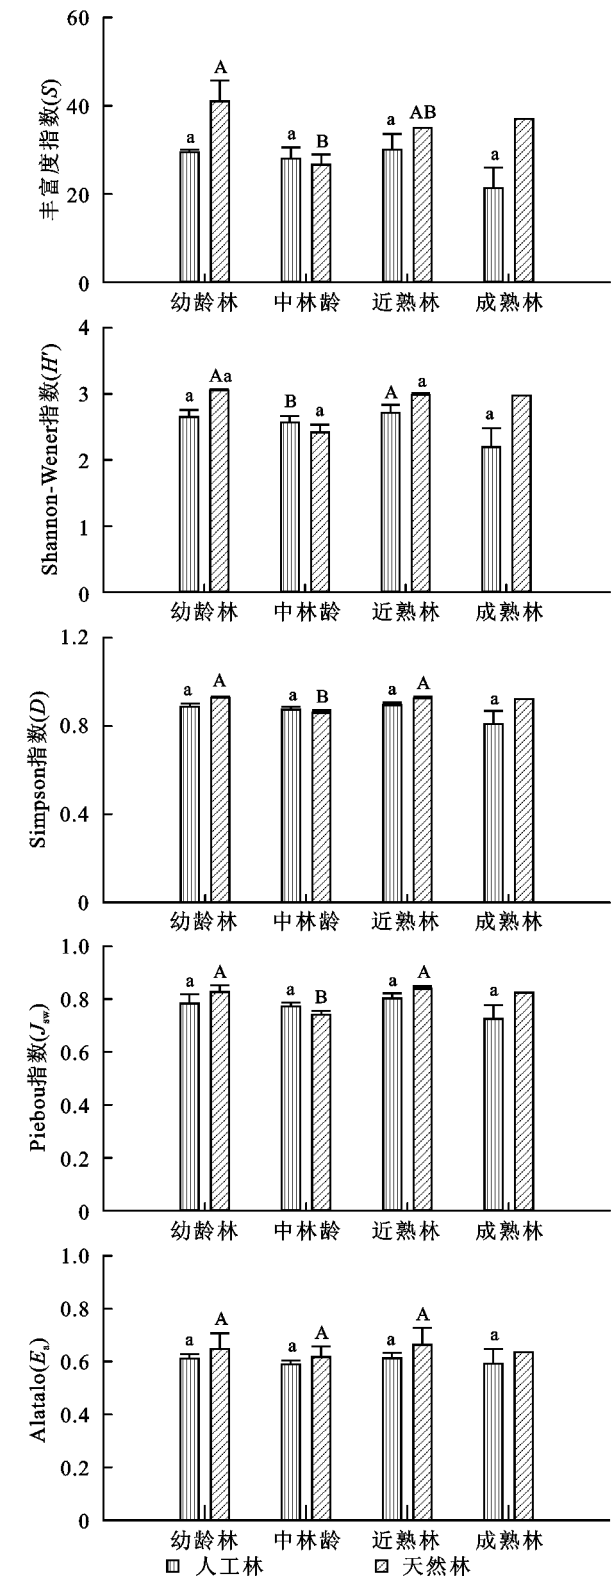 丰富度指数(S)
60
40
20
0
a
A
a
B
a
AB
a
幼龄林 中林龄 近熟林 成熟林
Shannon-Wener指数(H′)
4
3
2
1
0
a
Aa
B
a
A
a
a
幼龄林 中林龄 近熟林 成熟林
Simpson指数(D)
1.2
0.8
0.4
0
a
A
a
B
a
A
a
幼龄林 中林龄 近熟林 成熟林
Piebou指数(Jsw)
1.0
0.8
0.6
0.4
0.2
0
a
A
a
B
a
A
a
幼龄林 中林龄 近熟林 成熟林
Alatalo(Ea)
1.0
0.8
0.6
0.4
0.2
0
a
A
a
A
a
A
a
幼龄林 中林龄 近熟林 成熟林
人工林 天然林